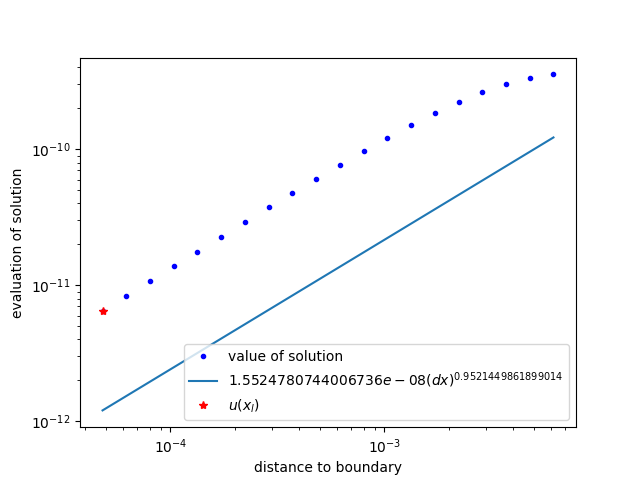 evaluation of solution
10⁻¹⁰
10⁻¹¹
10⁻¹²
value of solution
1.5524780744006736e − 08(dx)^0.9521449861899014
u(x_l)
10⁻⁴
10⁻³
distance to boundary